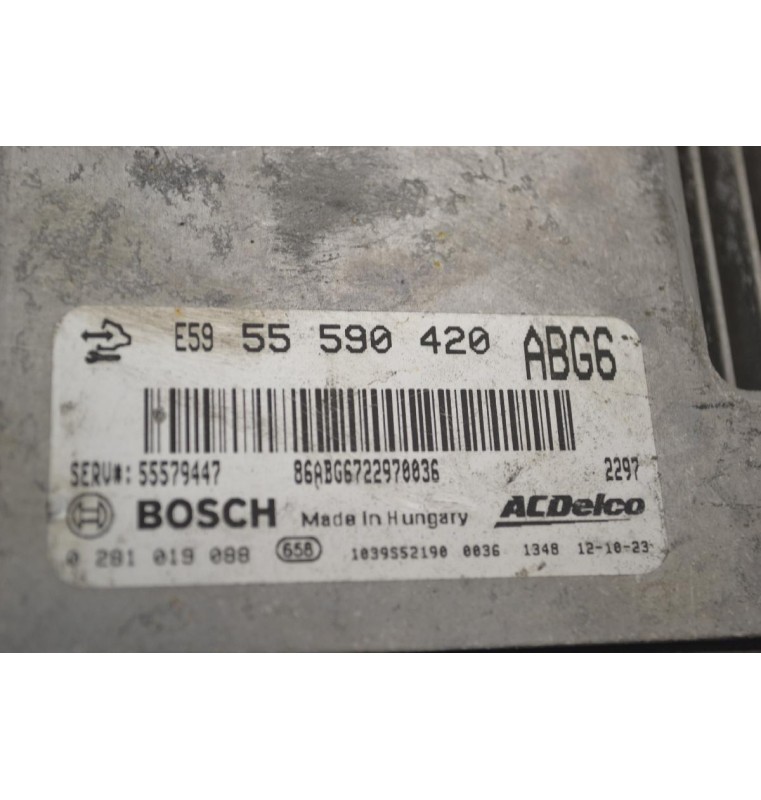 E59 55 590 420 ABG6
SERV#: 55579447 86ABG6722970036 2297
BOSCH Made in Hungary ACDelco
0 281 019 088 658 1039S52190 0036 1348 12-10-23